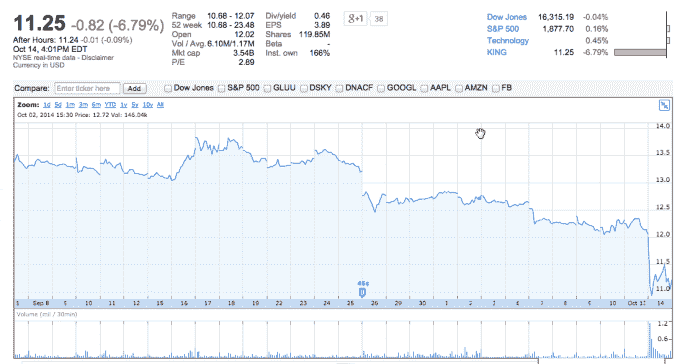 11.25 -0.82 (-6.79%)
After Hours: 11.24 -0.01 (-0.09%)
Oct 14, 4:01PM EDT
NYSE real-time data - Disclaimer
Currency in USD
Range 10.68 - 12.07
52 week 10.68 - 23.48
Open 12.02
Vol / Avg. 6.10M/1.17M
Mkt cap 3.54B
P/E 2.89
Div/yield 0.46
EPS 3.89
Shares 119.85M
Beta -
Inst. own 166%
g+1 38
Dow Jones 16,315.19 -0.04%
S&P 500 1,877.70 0.16%
Technology 0.45%
KING 11.25 -6.79%
Compare: Enter ticker here Add Dow Jones S&P 500 GLUU DSKY DNACF GOOGL AAPL AMZN FB
Zoom: 1d 5d 1m 3m 6m YTD 1y 5y 10y All
Oct 02, 2014 15:30 Price: 12.72 Vol: 146.04k
14.0
13.5
13.0
12.5
12.0
11.5
11.0
46¢
D
5 Sep 8 9 10 11 12 15 16 17 18 19 22 23 24 25 26 29 30 1 2 3 6 7 8 9 10 14
Volume (mil / 30min)
1.2
0.6